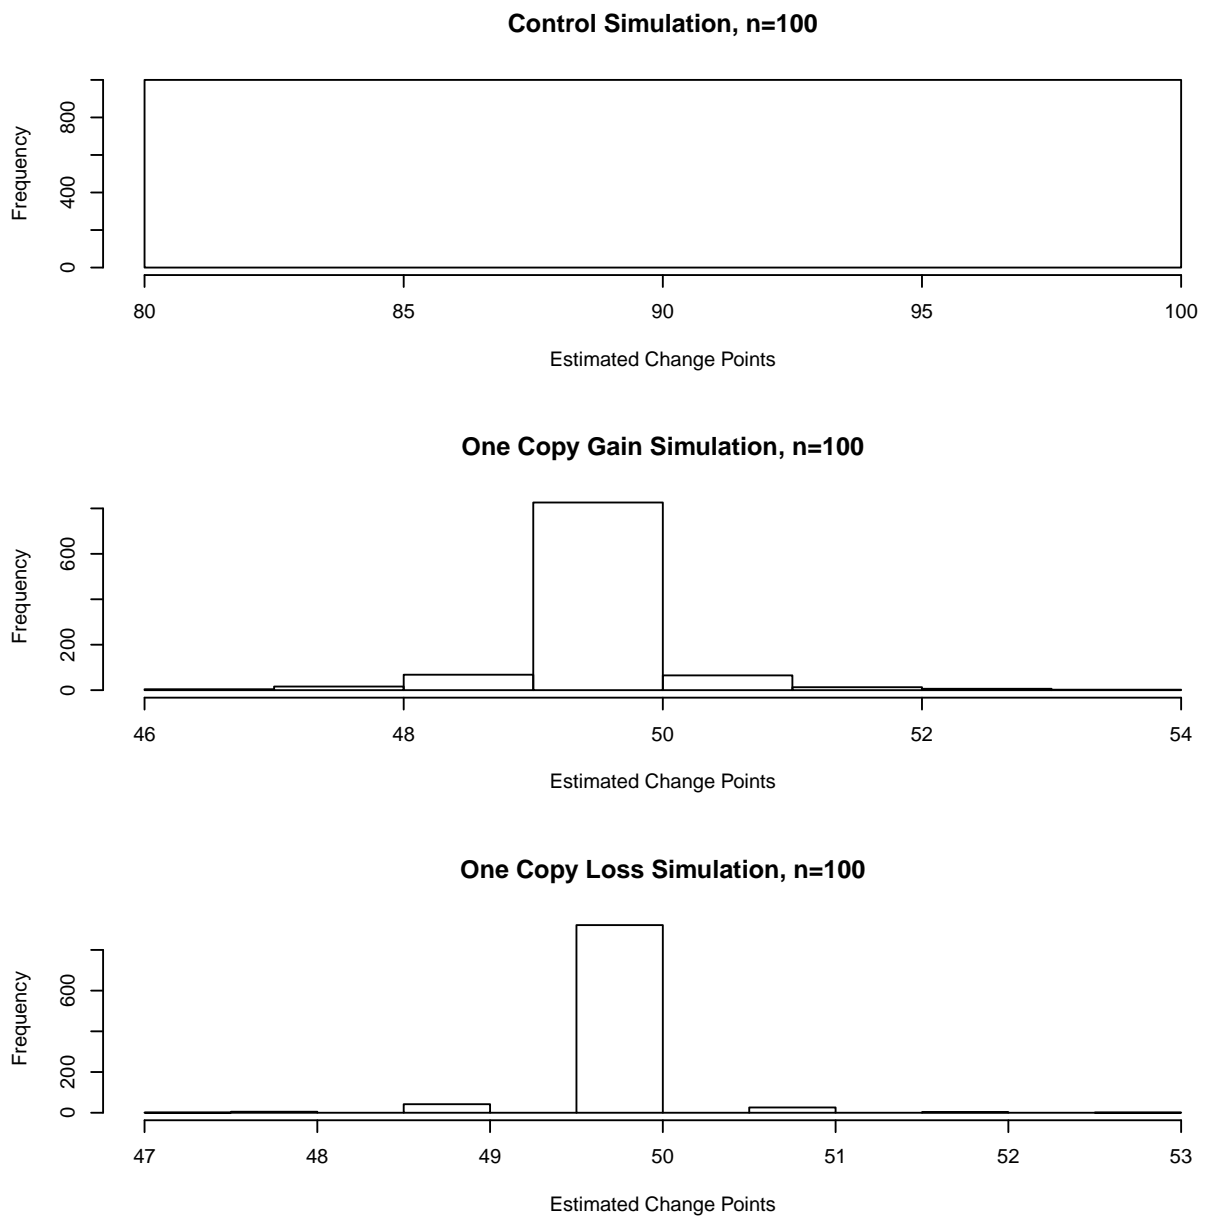 Control Simulation, n=100
Frequency
0 400 800
80 85 90 95 100
Estimated Change Points
One Copy Gain Simulation, n=100
Frequency
0 200 600
46 48 50 52 54
Estimated Change Points
One Copy Loss Simulation, n=100
Frequency
0 200 600
47 48 49 50 51 52 53
Estimated Change Points